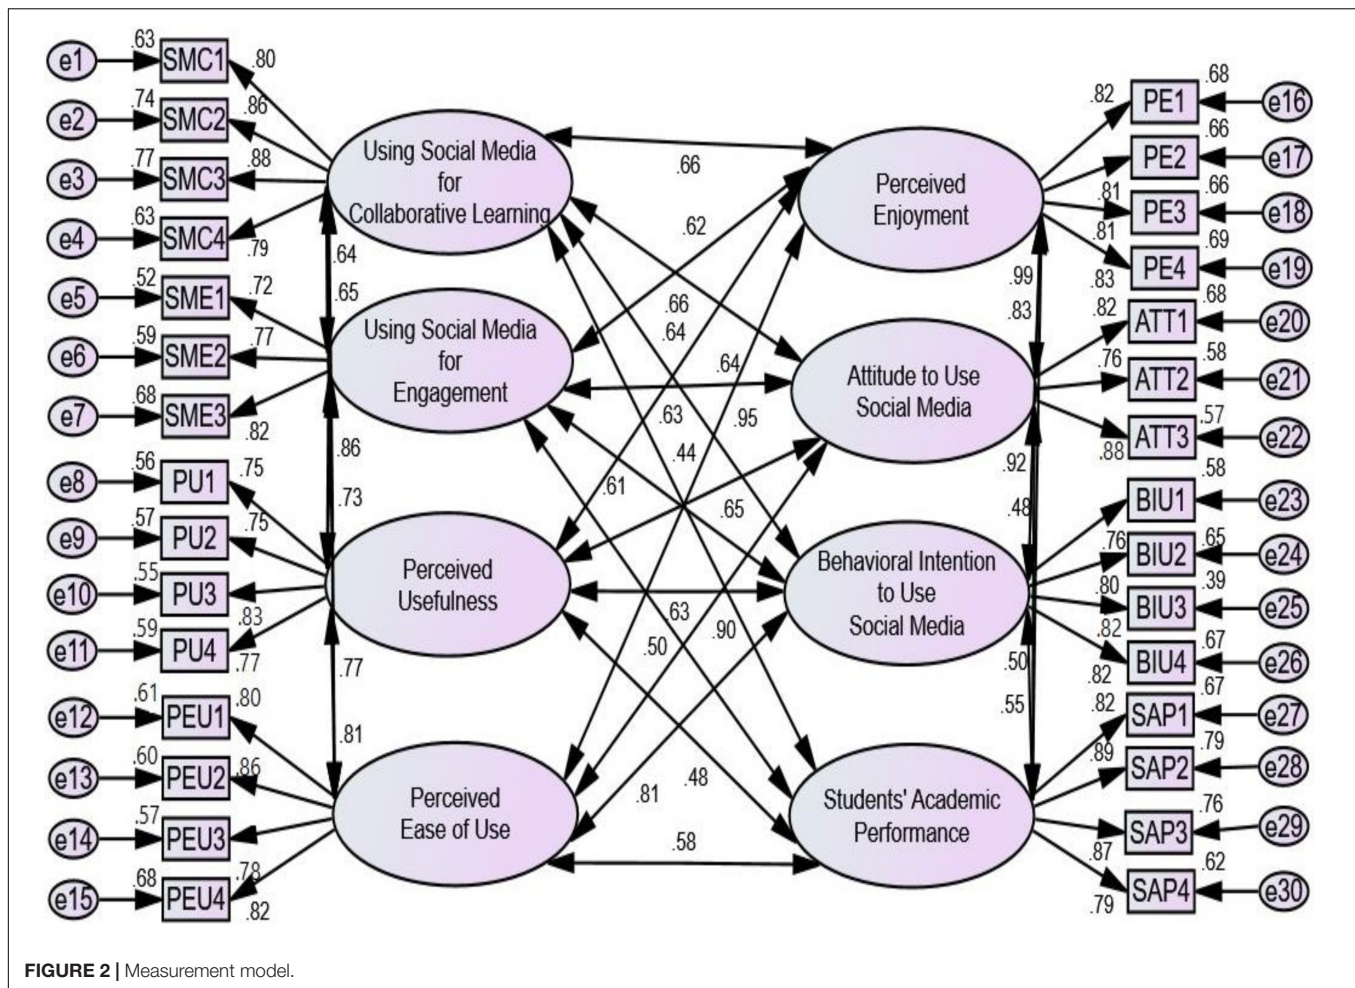 e1 .63 SMC1 .80
e2 .74 SMC2 .86
e3 .77 SMC3 .88
e4 .63 SMC4 .79
e5 .52 SME1 .72
e6 .59 SME2 .77
e7 .68 SME3 .82
e8 .56 PU1 .75
e9 .57 PU2 .75
e10 .55 PU3 .83
e11 .59 PU4 .77
e12 .61 PEU1 .80
e13 .60 PEU2 .86
e14 .57 PEU3 .78
e15 .68 PEU4 .82
Using Social Media
for
Collaborative Learning
.64
.65
Using Social Media
for
Engagement
.86
.73
Perceived
Usefulness
.77
.81
Perceived
Ease of Use
.66
.62
.66
.64
.64
.63
.95
.44
.61
.65
.63
.90
.50
.48
.81
.58
Perceived
Enjoyment
.99
.83
Attitude to Use
Social Media
.92
.48
Behavioral Intention
to Use
Social Media
.50
.55
Students' Academic
Performance
.82 PE1 .68 e16
PE2 .66 e17
.81 PE3 .66 e18
.81 PE4 .69 e19
.83
.82 ATT1 .68 e20
.76 ATT2 .58 e21
.88 ATT3 .57 e22
BIU1 .58 e23
.76 BIU2 .65 e24
.80 BIU3 .39 e25
.82 BIU4 .67 e26
.82
.82 SAP1 .67 e27
.89 SAP2 .79 e28
SAP3 .76 e29
.87 SAP4 .62 e30
.79
FIGURE 2 | Measurement model.